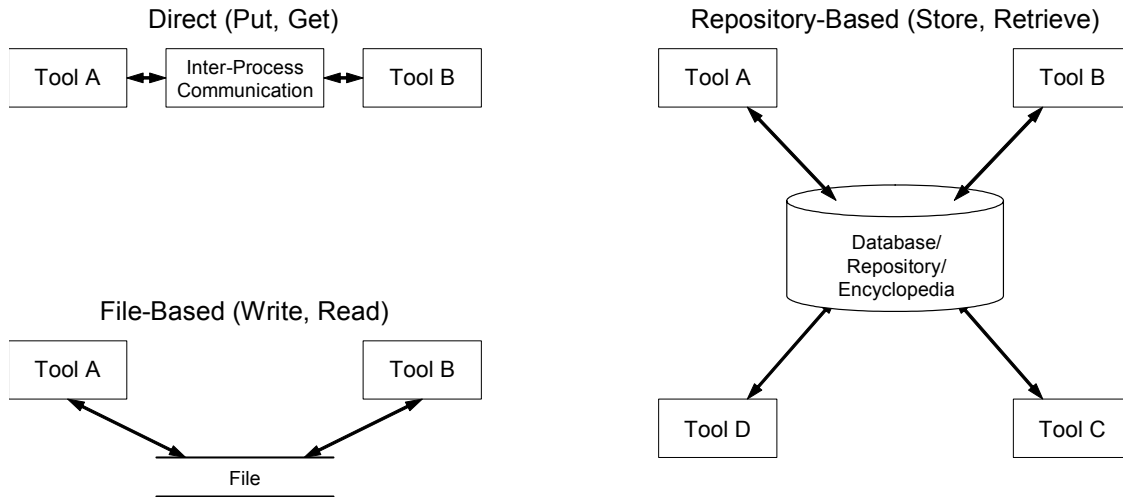 Direct (Put, Get)
Tool A
Inter-Process
Communication
Tool B
File-Based (Write, Read)
Tool A
Tool B
File
Repository-Based (Store, Retrieve)
Tool A
Tool B
Database/
Repository/
Encyclopedia
Tool D
Tool C